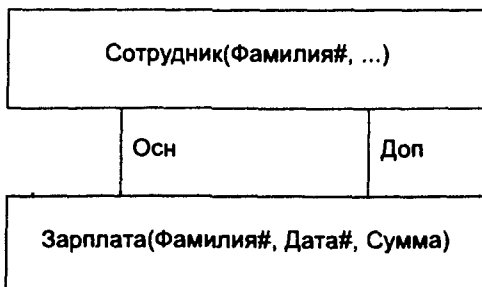 Сотрудник(Фамилия#, ...)
Осн
Доп
Зарплата(Фамилия#, Дата#, Сумма)